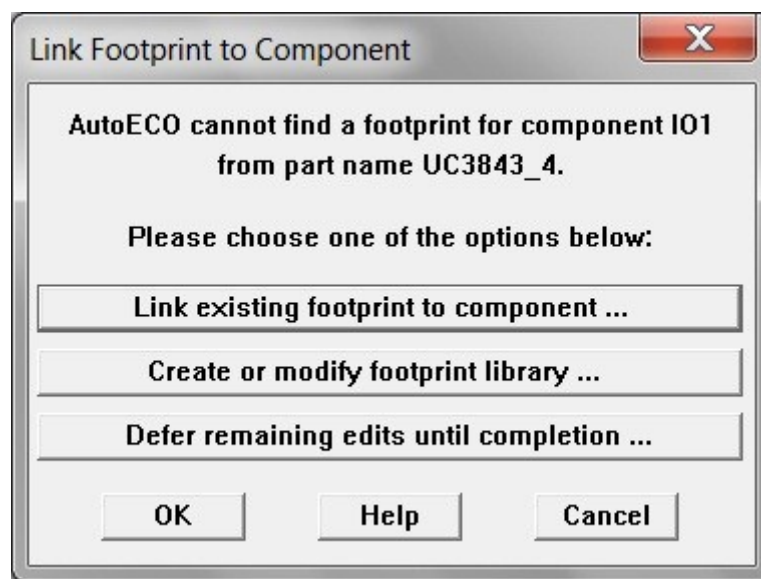 Link Footprint to Component
AutoECO cannot find a footprint for component IO1
from part name UC3843_4.
Please choose one of the options below:
Link existing footprint to component ...
Create or modify footprint library ...
Defer remaining edits until completion ...
OK Help Cancel